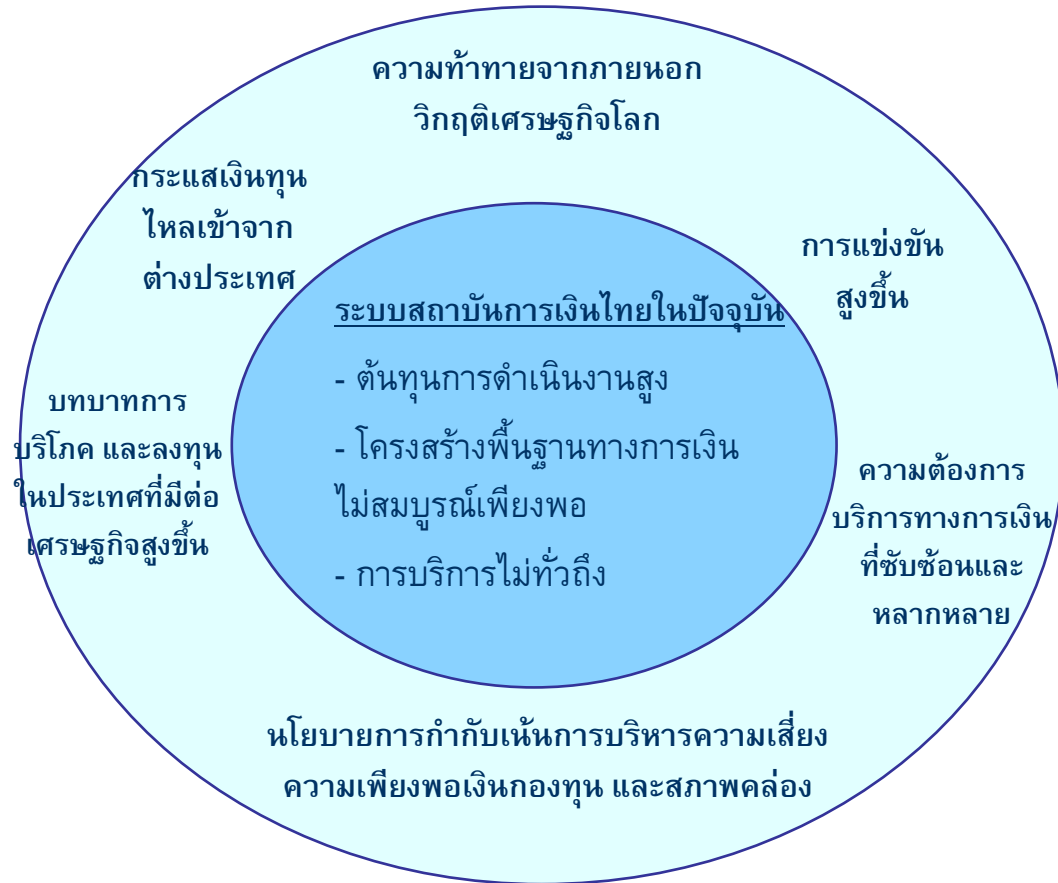 ความท้าทายจากภายนอก
วิกฤติเศรษฐกิจโลก
กระแสเงินทุน
ไหลเข้าจาก
ต่างประเทศ
การแข่งขัน
สูงขึ้น
ระบบสถาบันการเงินไทยในปัจจุบัน
- ต้นทุนการดำเนินงานสูง
- โครงสร้างพื้นฐานทางการเงิน
ไม่สมบูรณ์เพียงพอ
- การบริการไม่ทั่วถึง
บทบาทการ
บริโภค และลงทุน
ในประเทศที่มีต่อ
เศรษฐกิจสูงขึ้น
ความต้องการ
บริการทางการเงิน
ที่ซับซ้อนและ
หลากหลาย
นโยบายการกำกับเน้นการบริหารความเสี่ยง
ความเพียงพอเงินกองทุน และสภาพคล่อง